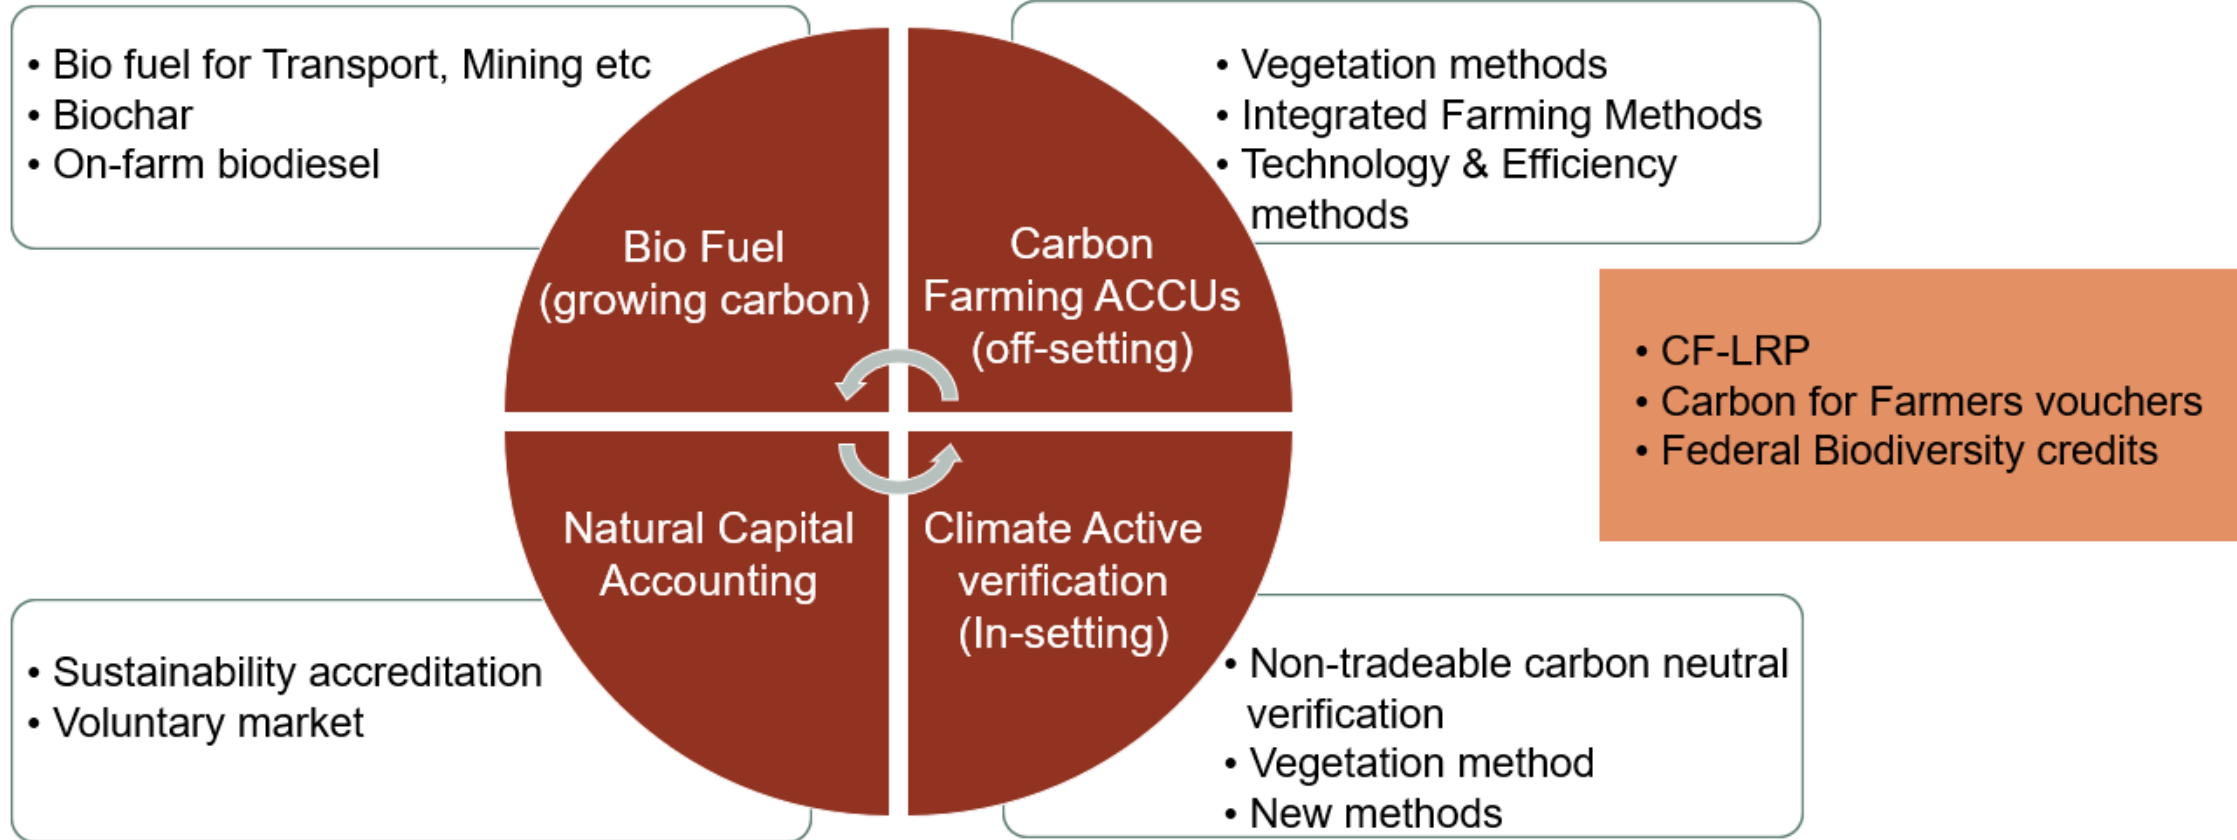 • Bio fuel for Transport, Mining etc
• Biochar
• On-farm biodiesel
Bio Fuel
(growing carbon)
• Vegetation methods
• Integrated Farming Methods
• Technology & Efficiency
methods
Carbon
Farming ACCUs
(off-setting)
• CF-LRP
• Carbon for Farmers vouchers
• Federal Biodiversity credits
Natural Capital
Accounting
• Sustainability accreditation
• Voluntary market
Climate Active
verification
(In-setting)
• Non-tradeable carbon neutral
verification
• Vegetation method
• New methods